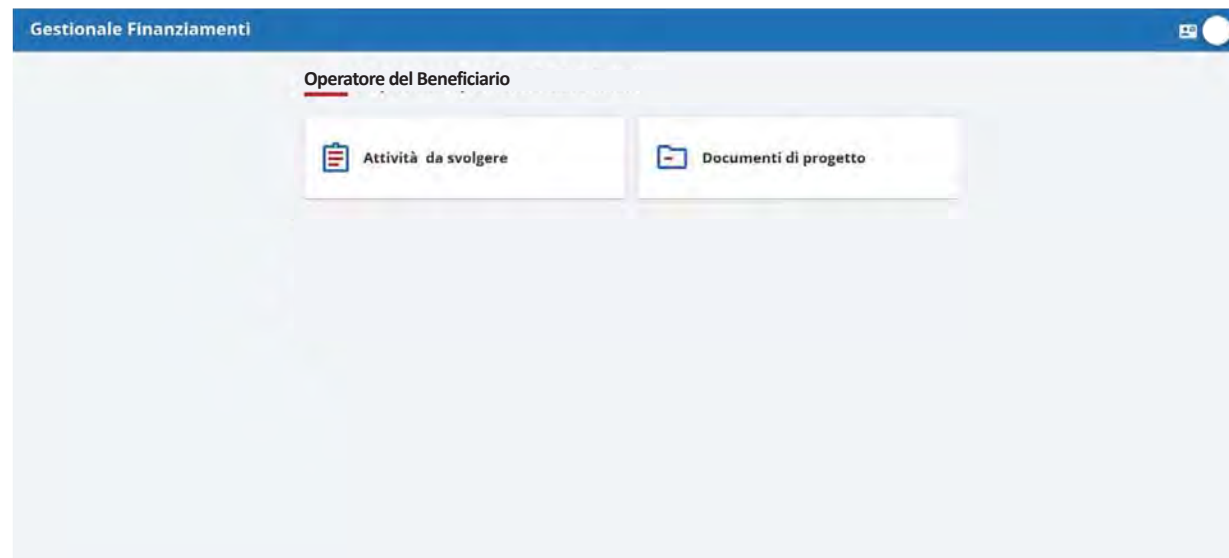 Gestionale Finanziamenti
Operatore del Beneficiario
Attività da svolgere
Documenti di progetto